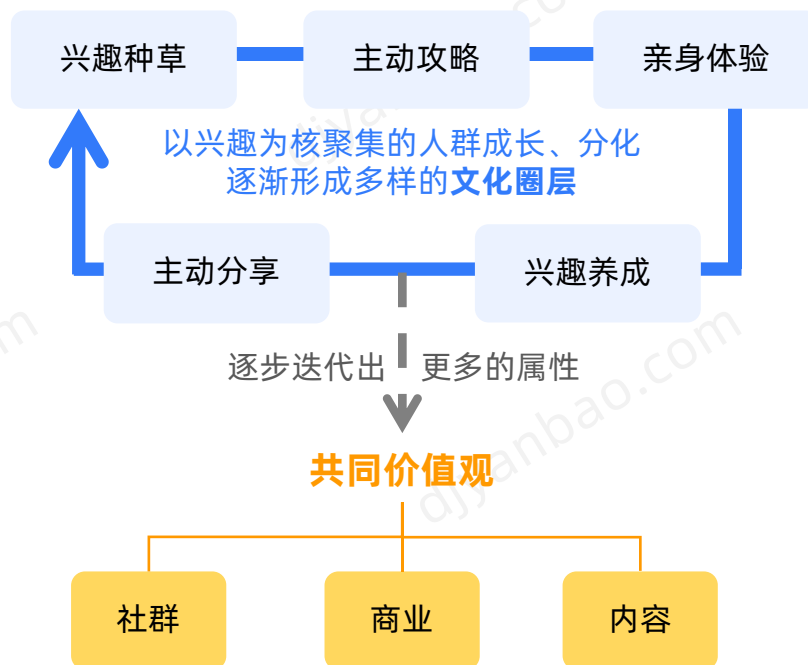 兴趣种草
主动攻略
亲身体验
以兴趣为核聚集的人群成长、分化
逐渐形成多样的文化圈层
主动分享
兴趣养成
逐步迭代出 更多的属性
共同价值观
社群
商业
内容
djyanbao.com